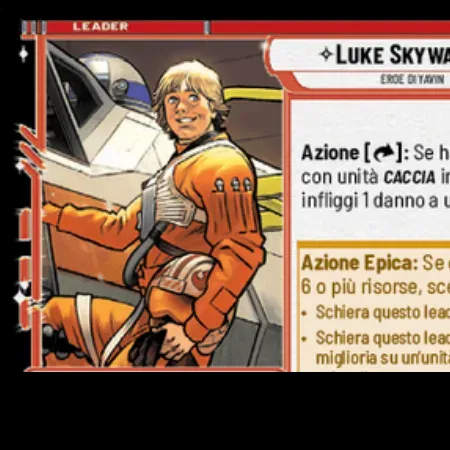 LEADER
LUKE SKYWA
EROE DI YAVIN
Azione [ ]: Se h
con unità CACCIA i
infliggi 1 danno a u
Azione Epica: Se
6 o più risorse, sce
• Schiera questo lead
• Schiera questo lead
miglioria su un'unità